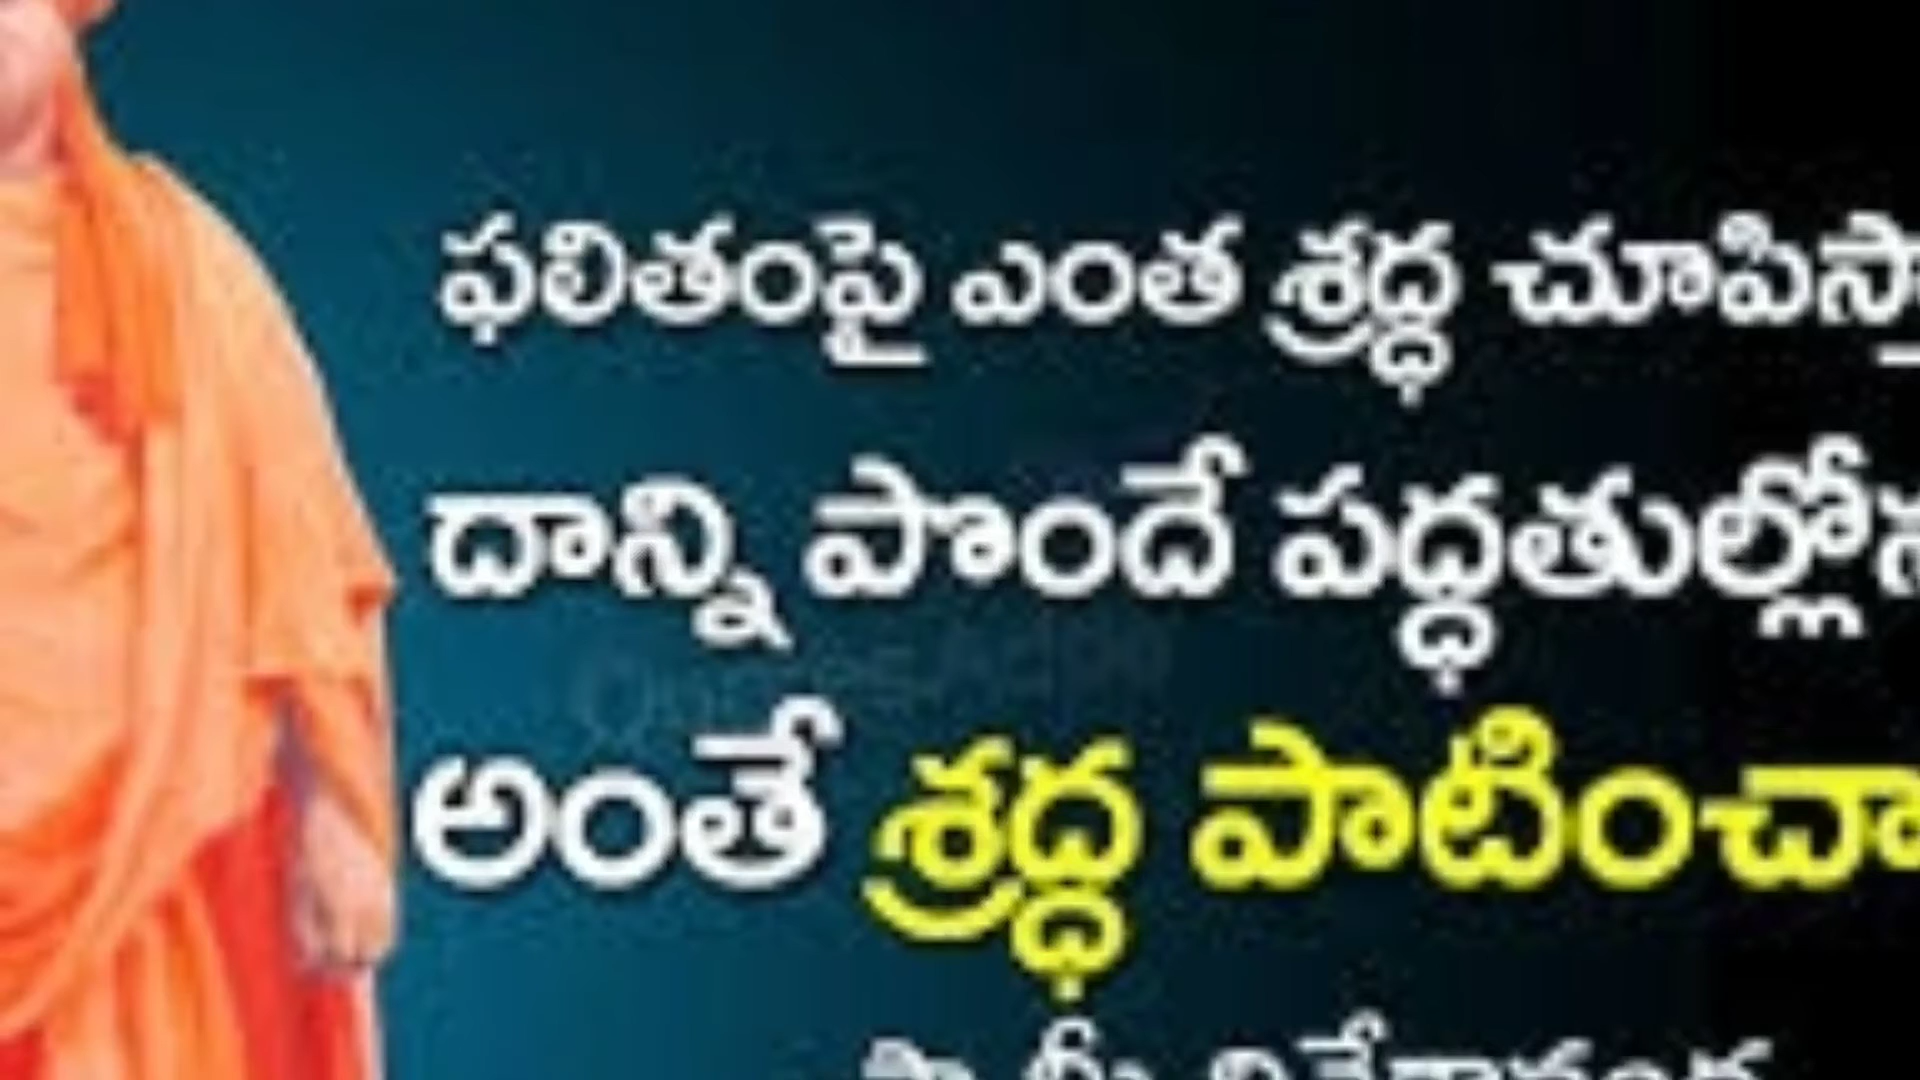 ఫలితంపై ఎంత శ్రద్ధ చూపిస్తా
దాన్ని పొందే పద్ధతుల్లోన
అంతే శ్రద్ధ పాటించా
స్వామీ వివేకానంద